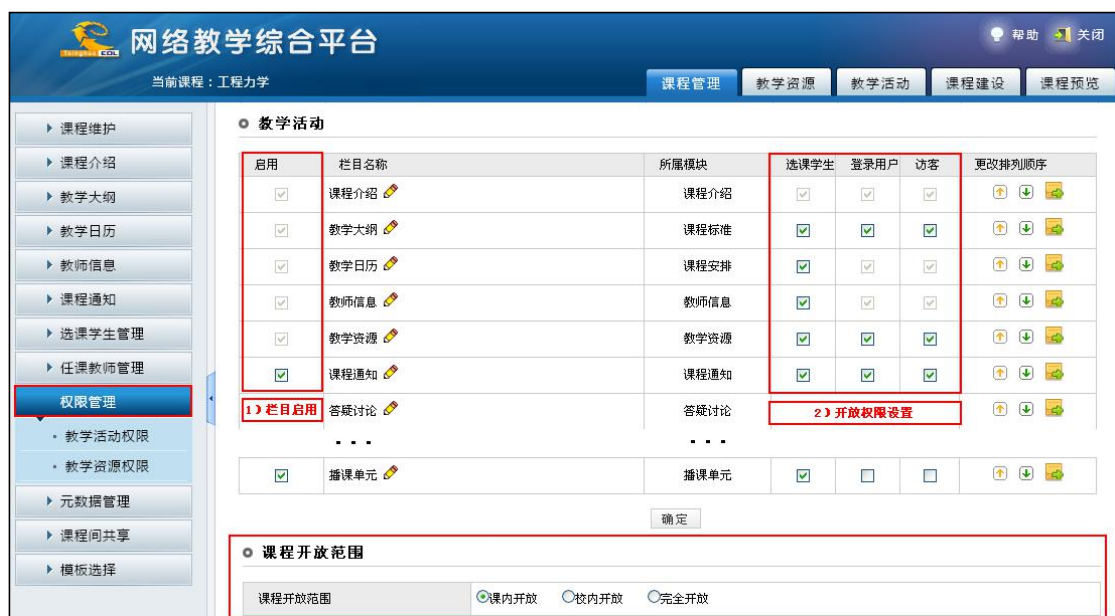 网络教学综合平台
帮助 关闭
当前课程：工程力学
课程管理 教学资源 教学活动 课程建设 课程预览
课程维护
课程介绍
教学大纲
教学日历
教师信息
课程通知
选课学生管理
任课教师管理
权限管理
教学活动权限
教学资源权限
元数据管理
课程间共享
模板选择
教学活动
启用 栏目名称 所属模块 选课学生 登录用户 访客 更改排列顺序
课程介绍 课程介绍
教学大纲 课程标准
教学日历 课程安排
教师信息 教师信息
教学资源 教学资源
课程通知 课程通知
1）栏目启用 答疑讨论 答疑讨论 2）开放权限设置
... ...
播课单元 播课单元
确定
课程开放范围
课程开放范围 课内开放 校内开放 完全开放